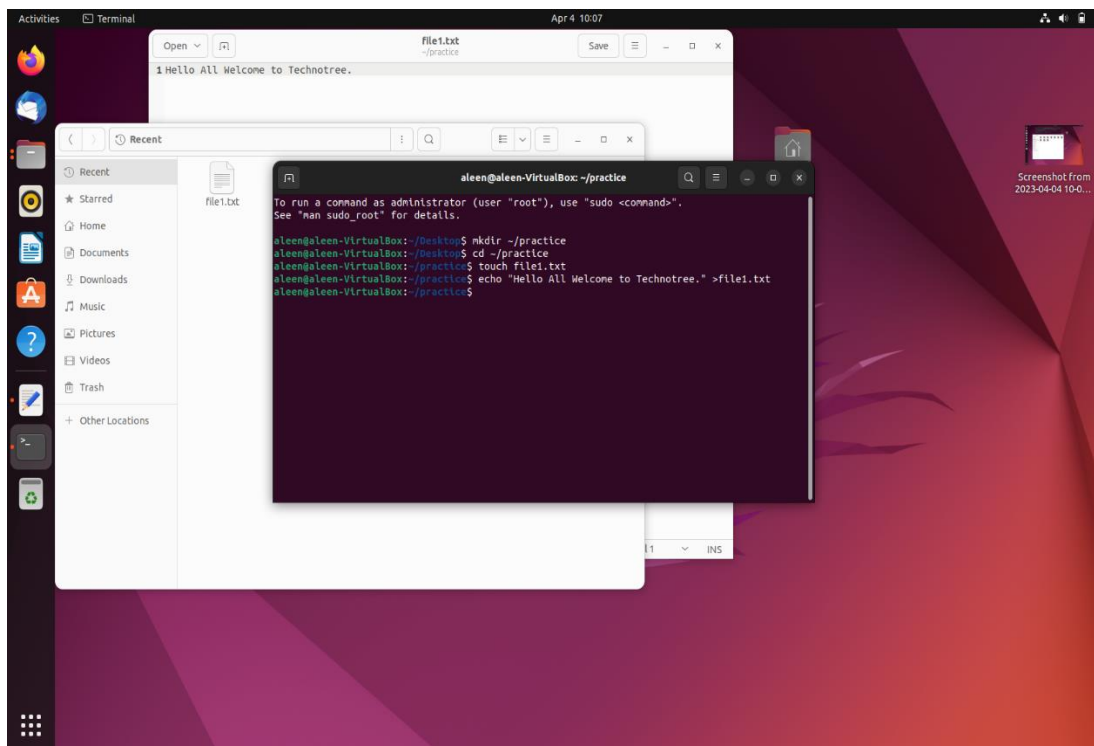 Activities Terminal Apr 4 10:07
Open file1.txt Save
~/practice
1 Hello All Welcome to Technotree.
Recent
Recent
Starred
Home
Documents
Downloads
Music
Pictures
Videos
Trash
+ Other Locations
file1.txt
aleen@aleen-VirtualBox: ~/practice
To run a command as administrator (user "root"), use "sudo <command>".
See "man sudo_root" for details.
aleen@aleen-VirtualBox:~/Desktop$ mkdir ~/practice
aleen@aleen-VirtualBox:~/Desktop$ cd ~/practice
aleen@aleen-VirtualBox:~/practice$ touch file1.txt
aleen@aleen-VirtualBox:~/practice$ echo "Hello All Welcome to Technotree." >file1.txt
aleen@aleen-VirtualBox:~/practice$
Screenshot from
2023-04-04 10-0...
1 INS